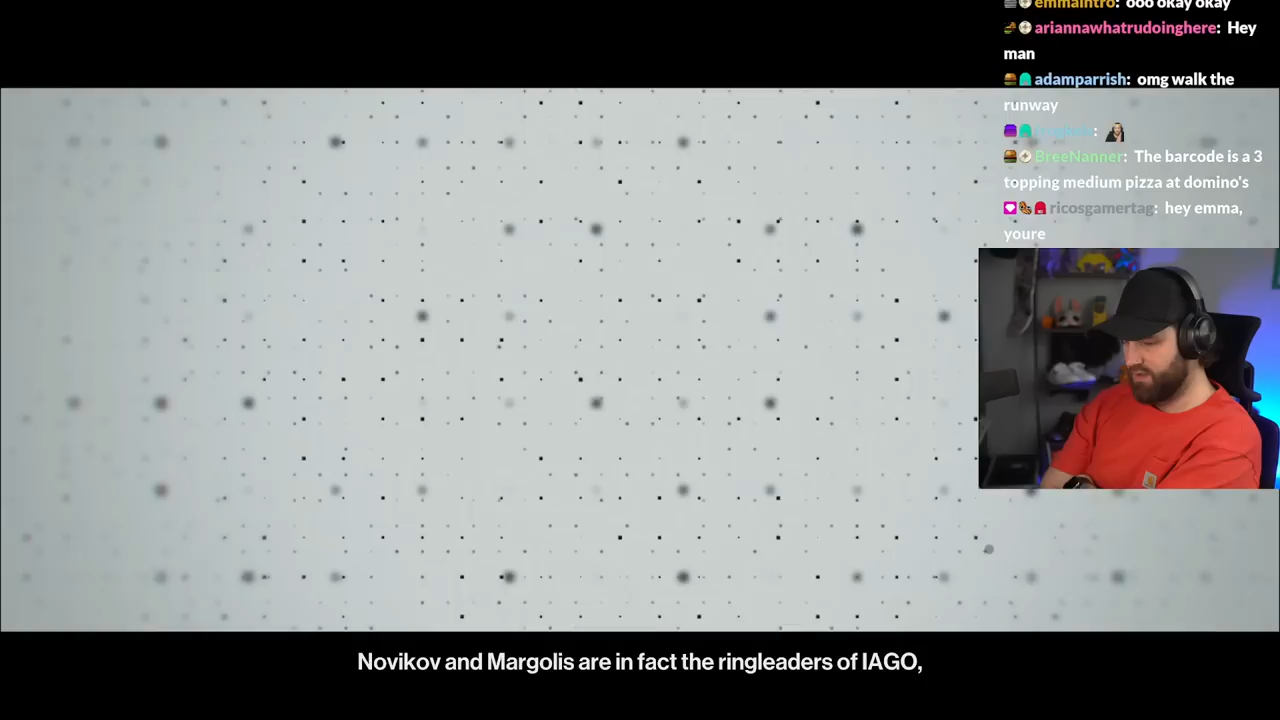 emmaintro: ooo okay okay
ariannawhatrudoinghere: Hey
man
adamparrish: omg walk the
runway
BreeNanner: The barcode is a 3
topping medium pizza at domino's
ricosgamertag: hey emma,
youre
Novikov and Margolis are in fact the ringleaders of IAGO,